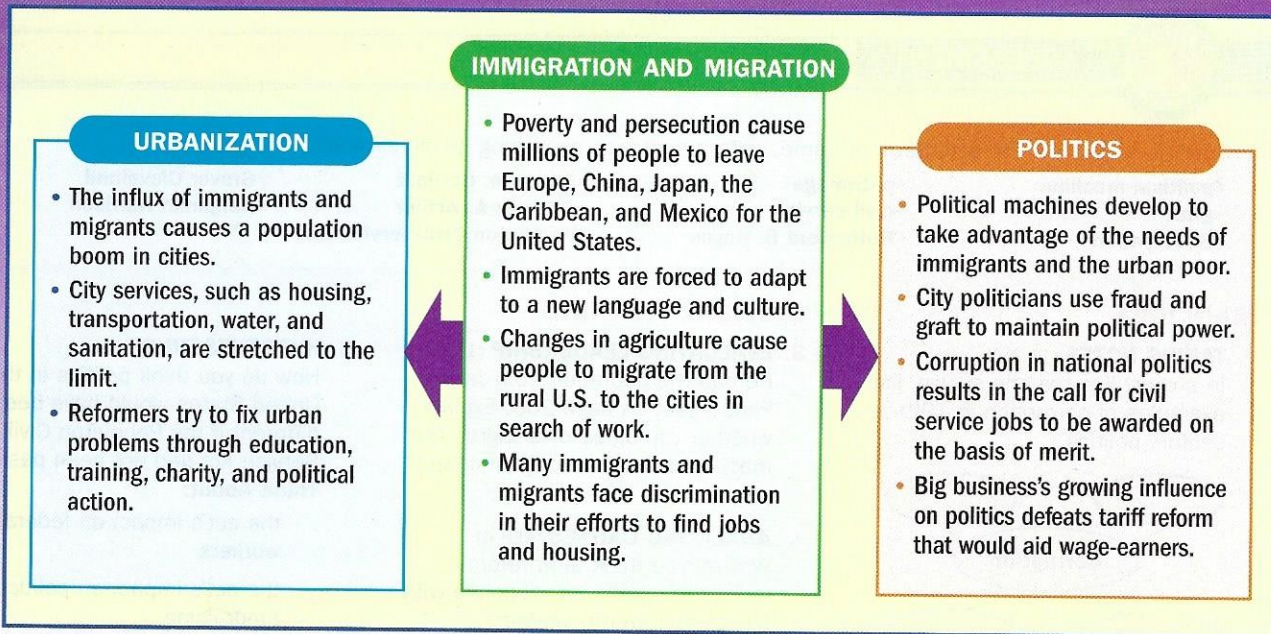 URBANIZATION
• The influx of immigrants and
migrants causes a population
boom in cities.
• City services, such as housing,
transportation, water, and
sanitation, are stretched to the
limit.
• Reformers try to fix urban
problems through education,
training, charity, and political
action.
IMMIGRATION AND MIGRATION
• Poverty and persecution cause
millions of people to leave
Europe, China, Japan, the
Caribbean, and Mexico for the
United States.
• Immigrants are forced to adapt
to a new language and culture.
• Changes in agriculture cause
people to migrate from the
rural U.S. to the cities in
search of work.
• Many immigrants and
migrants face discrimination
in their efforts to find jobs
and housing.
POLITICS
• Political machines develop to
take advantage of the needs of
immigrants and the urban poor.
• City politicians use fraud and
graft to maintain political power.
• Corruption in national politics
results in the call for civil
service jobs to be awarded on
the basis of merit.
• Big business's growing influence
on politics defeats tariff reform
that would aid wage-earners.